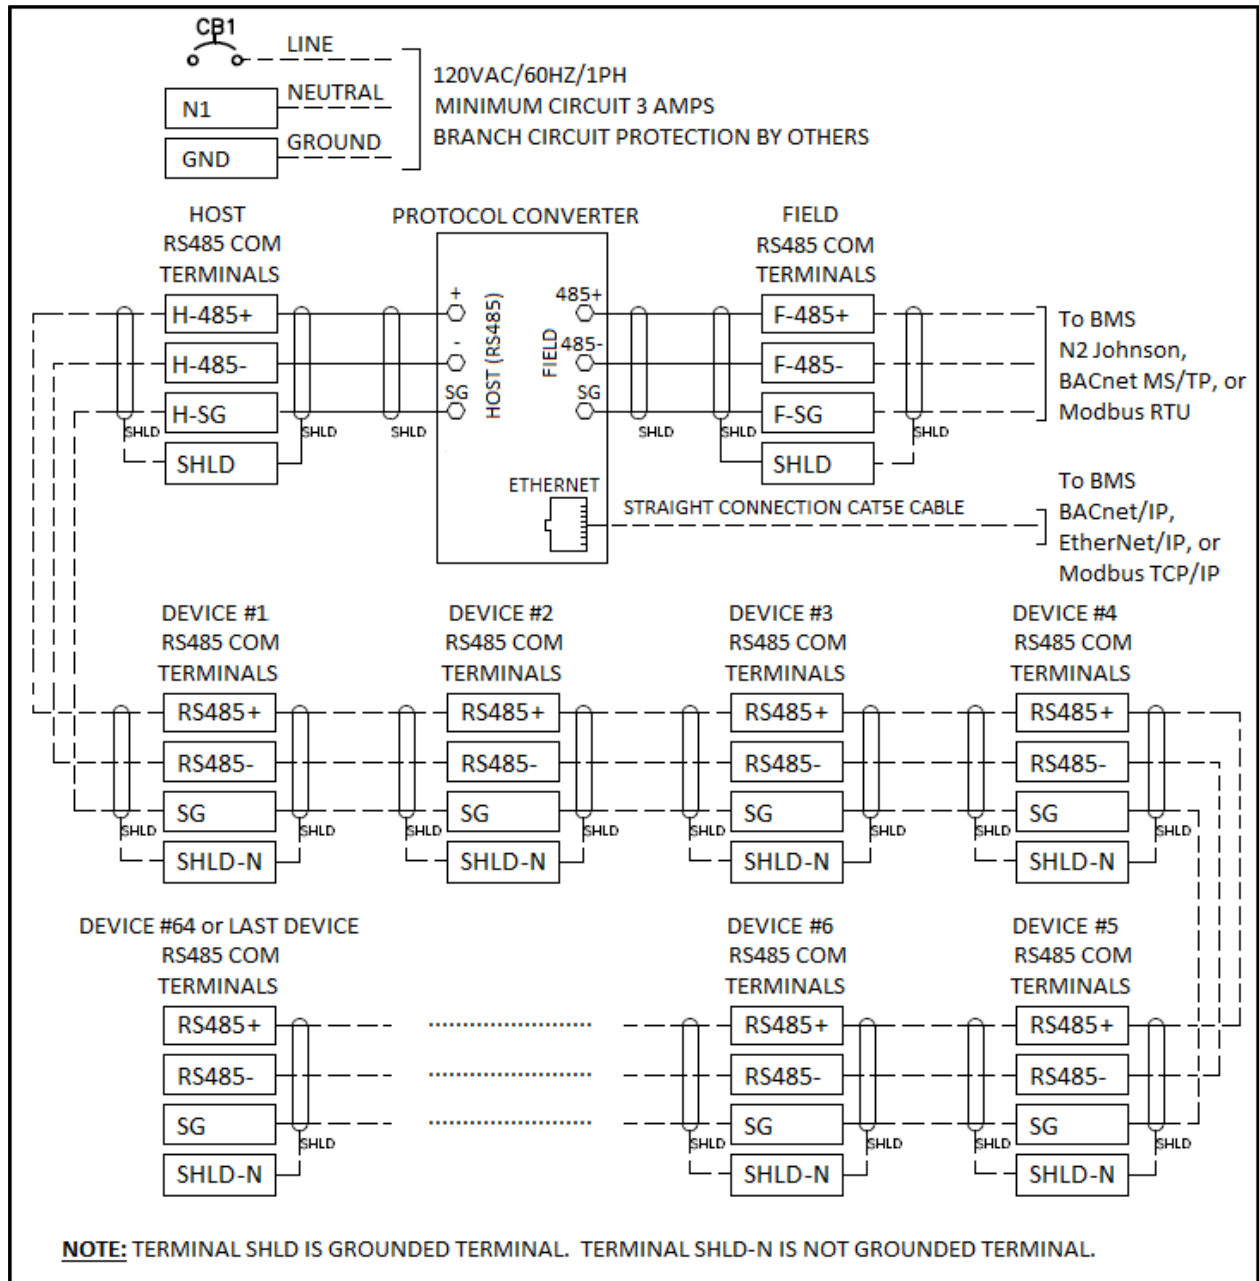 CB1
LINE
N1
NEUTRAL
GND
GROUND
120VAC/60HZ/1PH
MINIMUM CIRCUIT 3 AMPS
BRANCH CIRCUIT PROTECTION BY OTHERS
HOST
RS485 COM
TERMINALS
PROTOCOL CONVERTER
FIELD
RS485 COM
TERMINALS
H-485+
H-485-
H-SG
SHLD
SHLD
SHLD
SHLD
+
-
SG
HOST (RS485)
FIELD
485+
485-
SG
SHLD
SHLD
F-485+
F-485-
F-SG
SHLD
SHLD
To BMS
N2 Johnson,
BACnet MS/TP, or
Modbus RTU
ETHERNET
STRAIGHT CONNECTION CAT5E CABLE
To BMS
BACnet/IP,
EtherNet/IP, or
Modbus TCP/IP
DEVICE #1
RS485 COM
TERMINALS
RS485+
RS485-
SG
SHLD-N
SHLD
SHLD
DEVICE #2
RS485 COM
TERMINALS
RS485+
RS485-
SG
SHLD-N
SHLD
SHLD
DEVICE #3
RS485 COM
TERMINALS
RS485+
RS485-
SG
SHLD-N
SHLD
SHLD
DEVICE #4
RS485 COM
TERMINALS
RS485+
RS485-
SG
SHLD-N
SHLD
SHLD
DEVICE #64 or LAST DEVICE
RS485 COM
TERMINALS
RS485+
RS485-
SG
SHLD-N
SHLD
DEVICE #6
RS485 COM
TERMINALS
RS485+
RS485-
SG
SHLD-N
SHLD
SHLD
DEVICE #5
RS485 COM
TERMINALS
RS485+
RS485-
SG
SHLD-N
SHLD
SHLD
NOTE: TERMINAL SHLD IS GROUNDED TERMINAL. TERMINAL SHLD-N IS NOT GROUNDED TERMINAL.